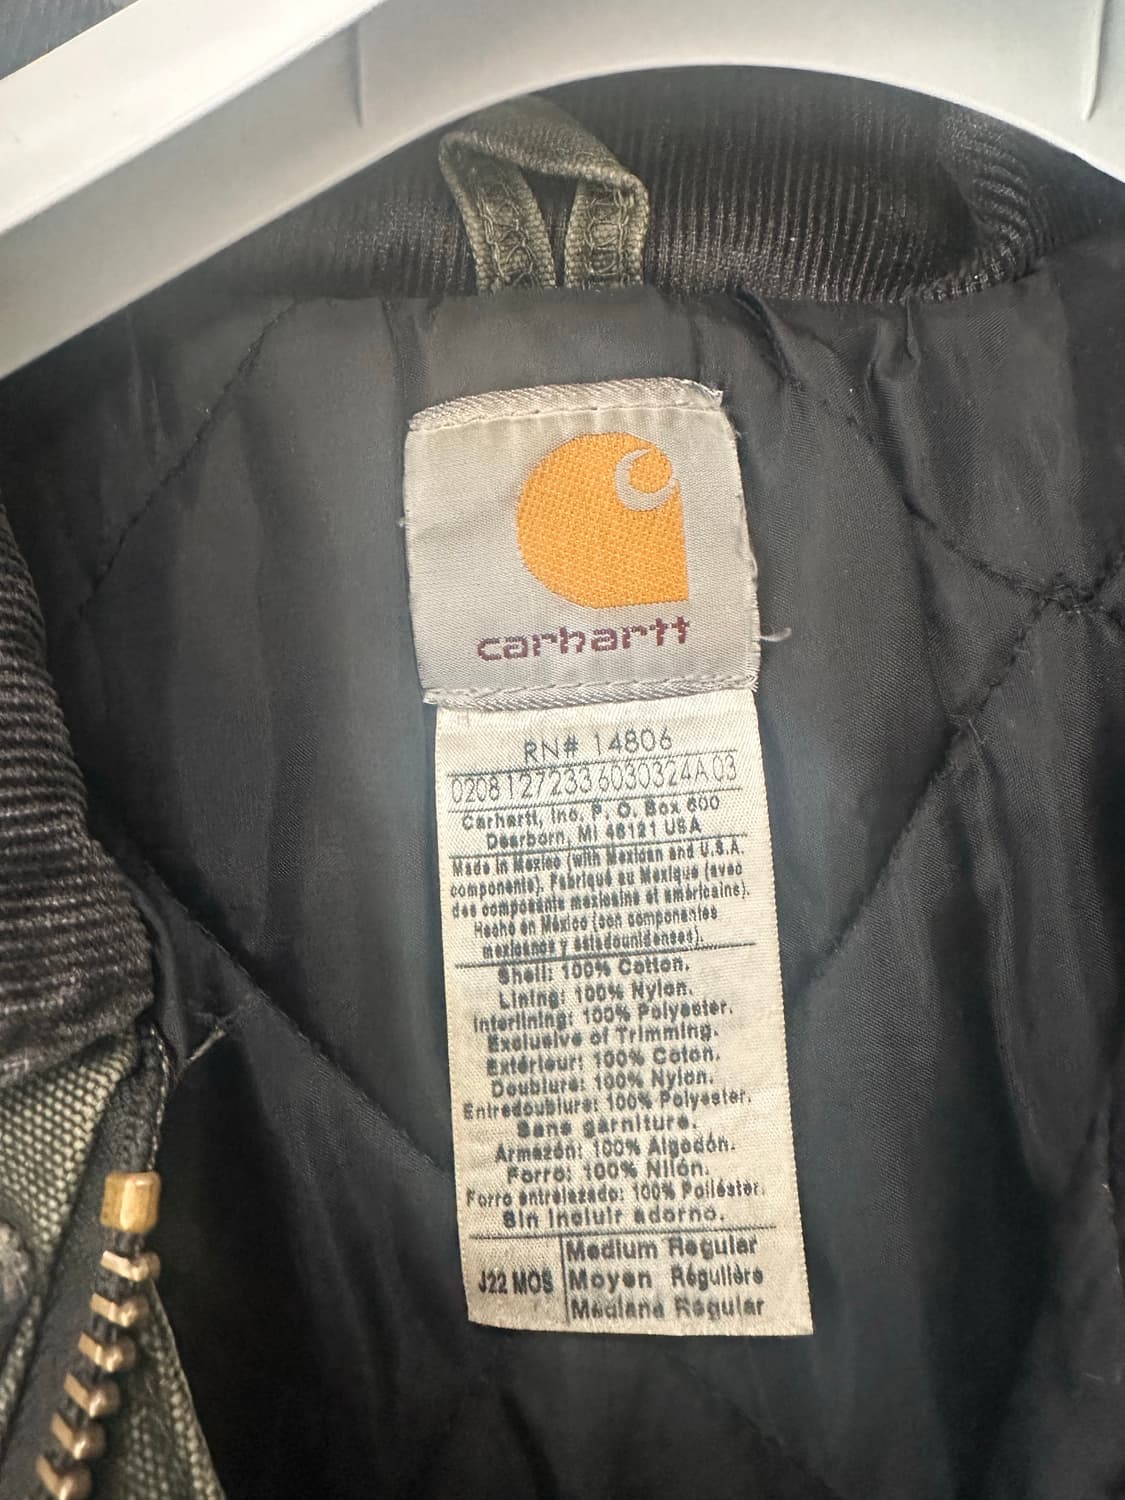 carhartt
RN# 14806
02081272336030324A03
Carhartt, Inc. P. O. Box 600
Dearborn, MI 48121 USA
Made in Mexico (with Mexican and U.S.A.
components). Fabriqué au Mexique (avec
des composants mexicains et américains).
Hecho en México (con componentes
mexicanos y estadounidenses).
Shell: 100% Cotton.
Lining: 100% Nylon.
Interlining: 100% Polyester.
Exclusive of Trimming.
Extérieur: 100% Coton.
Doublure: 100% Nylon.
Entredoublure: 100% Polyester.
Sans garniture.
Armazón: 100% Algodón.
Forro: 100% Nilón.
Forro entrelazado: 100% Poliéster.
Sin incluir adorno.
J22 MOS
Medium Regular
Moyen Régulière
Mediana Regular